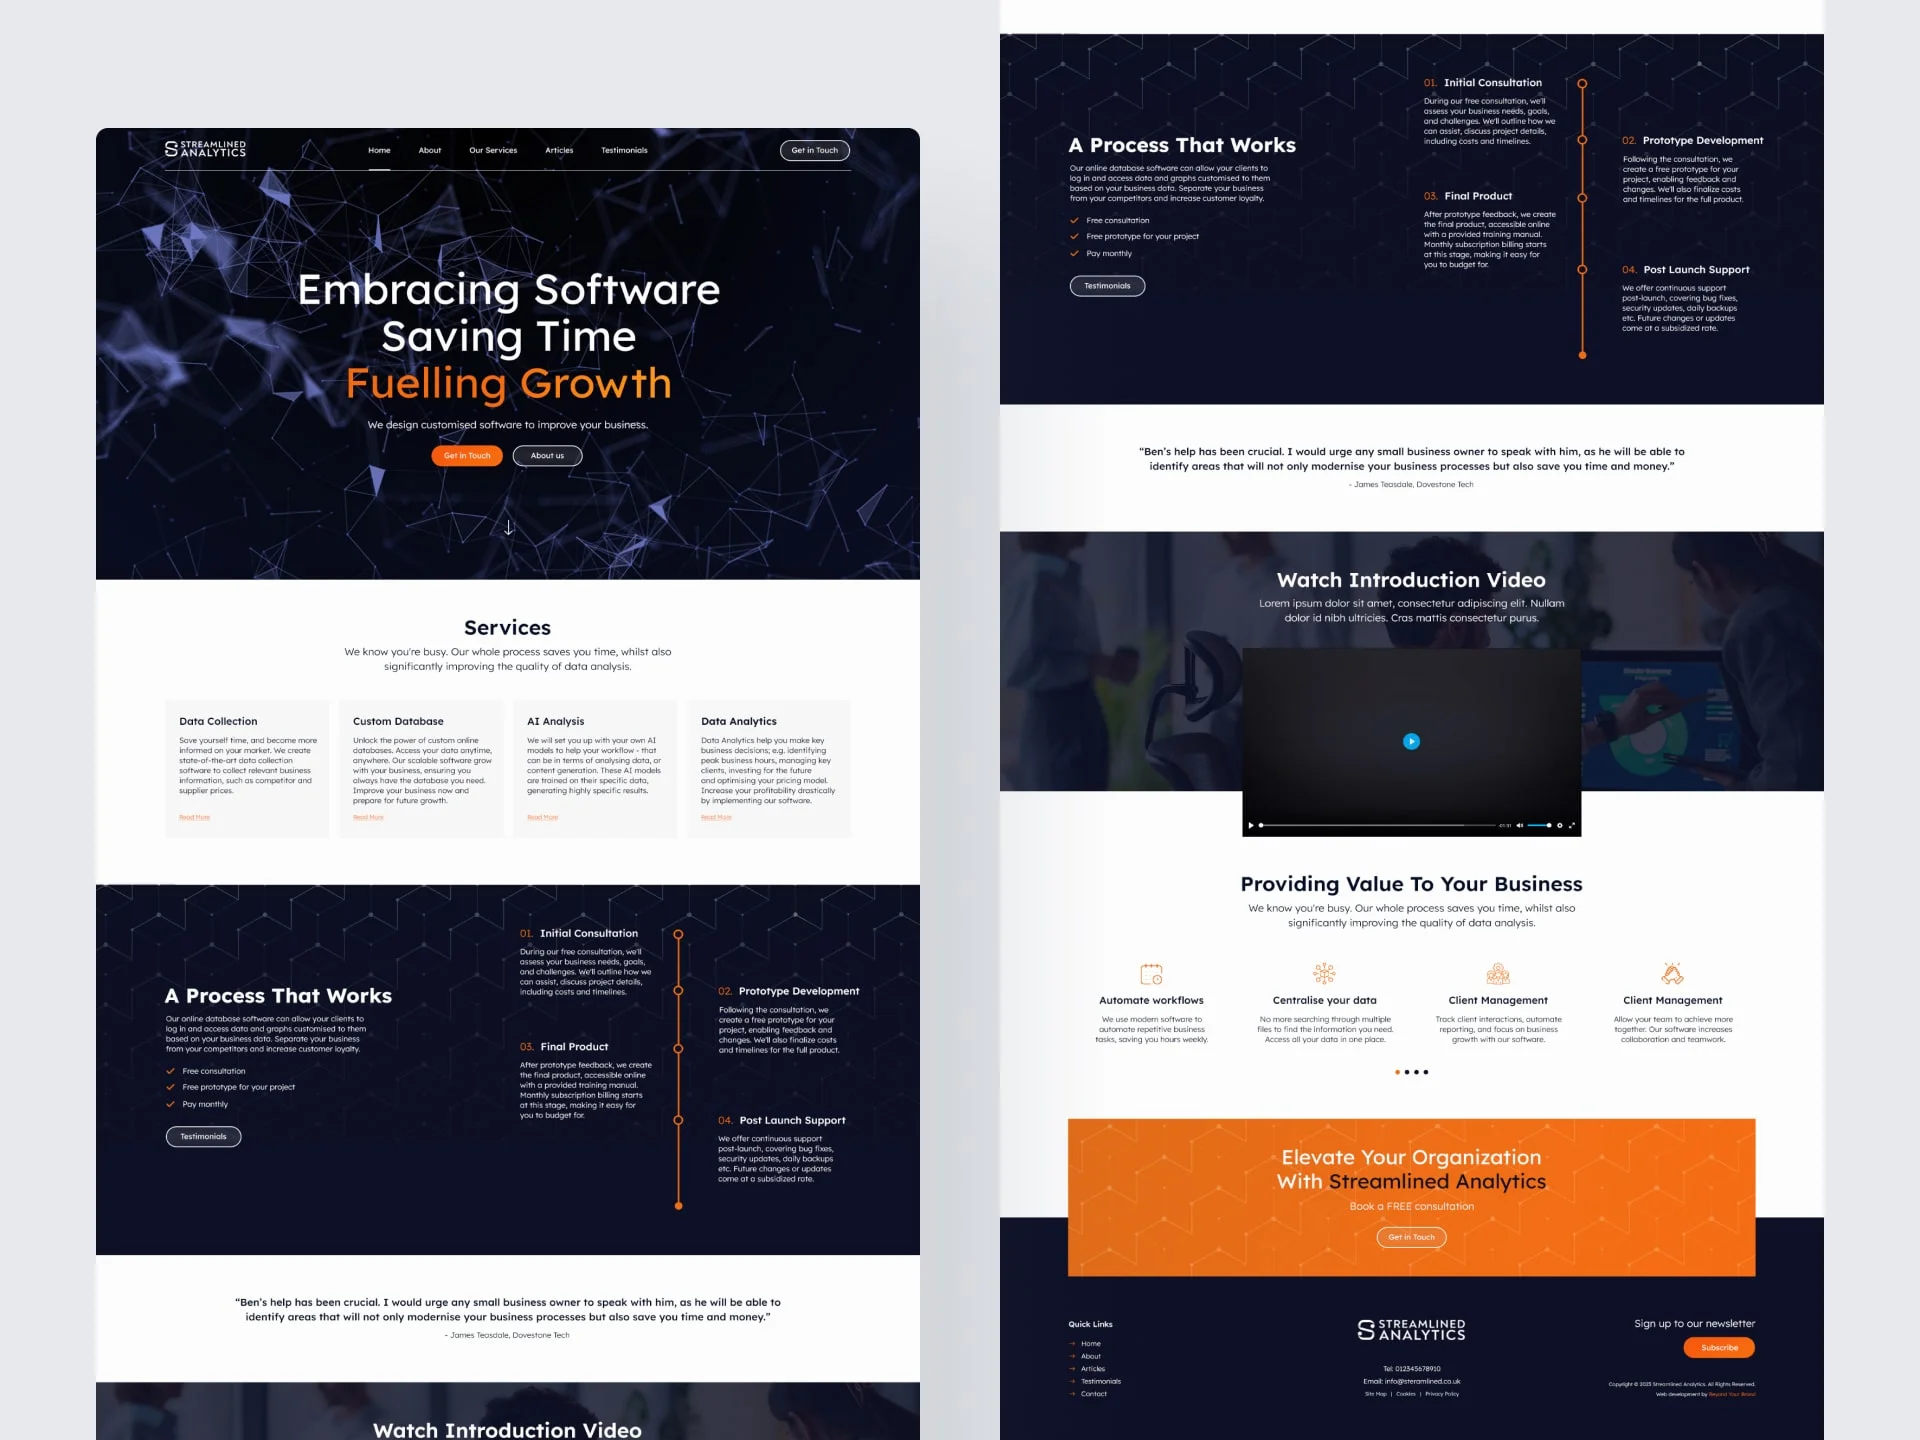 STREAMLINED
ANALYTICS
Home
About
Our Services
Articles
Testimonials
Get in Touch
Embracing Software
Saving Time
Fuelling Growth
We design customised software to improve your business.
Get in Touch
About us
Services
We know you're busy. Our whole process saves you time, whilst also
significantly improving the quality of data analysis.
Data Collection
Save yourself time, and become more
informed on your market. We create
state-of-the-art data collection
software to collect relevant business
information, such as competitor and
supplier prices.
Read More
Custom Database
Unlock the power of custom online
databases. Access your data anytime,
anywhere. Our scalable software grow
with your business, ensuring you
always have the database you need.
Improve your business now and
prepare for future growth.
Read More
AI Analysis
We will set you up with your own AI
models to help your workflow - that
can be in terms of analysing data, or
content generation. These AI models
are trained on their specific data,
generating highly specific results.
Read More
Data Analytics
Data Analytics help you make key
business decisions; e.g. identifying
peak business hours, managing key
clients, investing for the future
and optimising your pricing model.
Increase your profitability drastically
by implementing our software.
Read More
A Process That Works
Our online database software can allow your clients to
log in and access data and graphs customised to them
based on your business data. Separate your business
from your competitors and increase customer loyalty.
Free consultation
Free prototype for your project
Pay monthly
Testimonials
01. Initial Consultation
During our free consultation, we'll
assess your business needs, goals,
and challenges. We'll outline how we
can assist, discuss project details,
including costs and timelines.
02. Prototype Development
Following the consultation, we
create a free prototype for your
project, enabling feedback and
changes. We'll also finalize costs
and timelines for the full product.
03. Final Product
After prototype feedback, we create
the final product, accessible online
with a provided training manual.
Monthly subscription billing starts
at this stage, making it easy for
you to budget for.
04. Post Launch Support
We offer continuous support
post-launch, covering bug fixes,
security updates, daily backups
etc. Future changes or updates
come at a subsidized rate.
“Ben's help has been crucial. I would urge any small business owner to speak with him, as he will be able to
identify areas that will not only modernise your business processes but also save you time and money.”
- James Teasdale, Dovestone Tech
Watch Introduction Video
A Process That Works
Our online database software can allow your clients to
log in and access data and graphs customised to them
based on your business data. Separate your business
from your competitors and increase customer loyalty.
Free consultation
Free prototype for your project
Pay monthly
Testimonials
01. Initial Consultation
During our free consultation, we'll
assess your business needs, goals,
and challenges. We'll outline how we
can assist, discuss project details,
including costs and timelines.
02. Prototype Development
Following the consultation, we
create a free prototype for your
project, enabling feedback and
changes. We'll also finalize costs
and timelines for the full product.
03. Final Product
After prototype feedback, we create
the final product, accessible online
with a provided training manual.
Monthly subscription billing starts
at this stage, making it easy for
you to budget for.
04. Post Launch Support
We offer continuous support
post-launch, covering bug fixes,
security updates, daily backups
etc. Future changes or updates
come at a subsidized rate.
“Ben's help has been crucial. I would urge any small business owner to speak with him, as he will be able to
identify areas that will not only modernise your business processes but also save you time and money.”
- James Teasdale, Dovestone Tech
Watch Introduction Video
Lorem ipsum dolor sit amet, consectetur adipiscing elit. Nullam
dolor id nibh ultricies. Cras mattis consectetur purus.
Providing Value To Your Business
We know you're busy. Our whole process saves you time, whilst also
significantly improving the quality of data analysis.
Automate workflows
We use modern software to
automate repetitive business
tasks, saving you hours weekly.
Centralise your data
No more searching through multiple
files to find the information you need.
Access all your data in one place.
Client Management
Track client interactions, automate
reporting, and focus on business
growth with our software.
Client Management
Allow your team to achieve more
together. Our software increases
collaboration and teamwork.
Elevate Your Organization
With Streamlined Analytics
Book a FREE consultation
Get in Touch
Quick Links
Home
About
Articles
Testimonials
Contact
STREAMLINED
ANALYTICS
Tel: 012345678910
Email: info@steramlined.co.uk
Site Map | Cookies | Privacy Policy
Sign up to our newsletter
Subscribe
Copyright © 2023 Streamlined Analytics. All Rights Reserved.
Web development by Beyond Your Brand